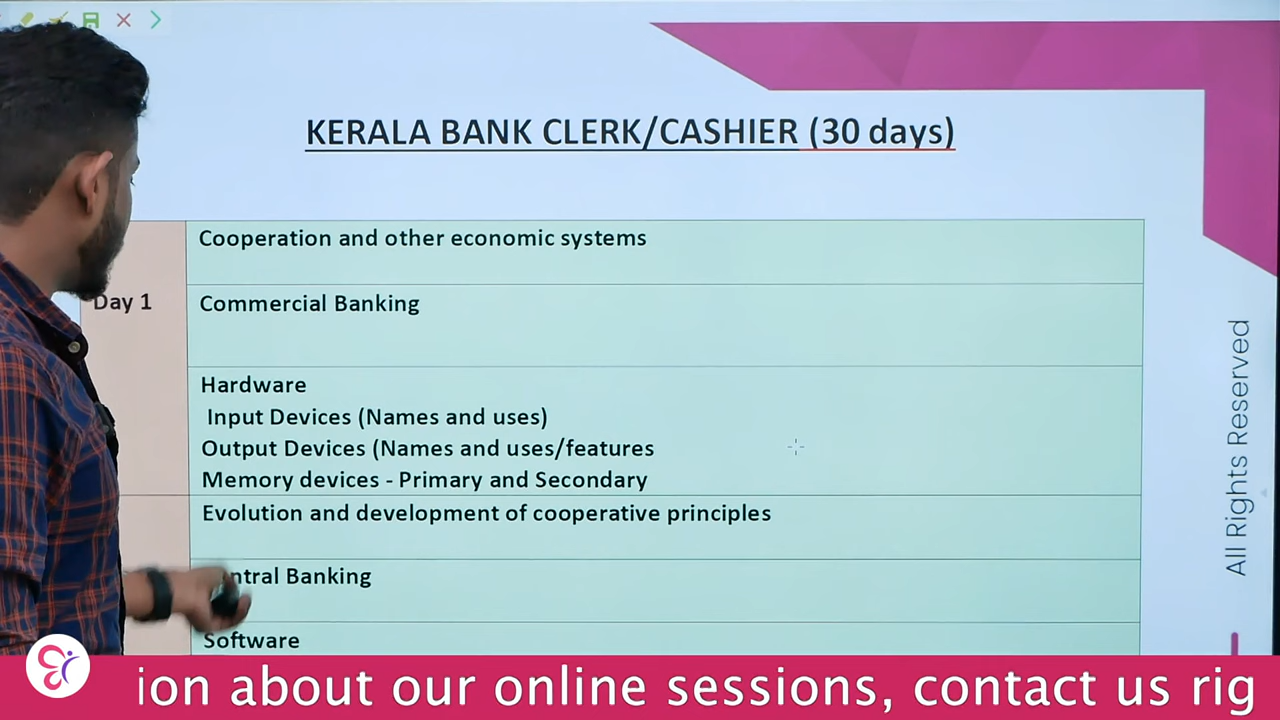 KERALA BANK CLERK/CASHIER (30 days)
Cooperation and other economic systems
Day 1
Commercial Banking
Hardware
Input Devices (Names and uses)
Output Devices (Names and uses/features
Memory devices - Primary and Secondary
Evolution and development of cooperative principles
ntral Banking
Software
All Rights Reserved
ion about our online sessions, contact us rig